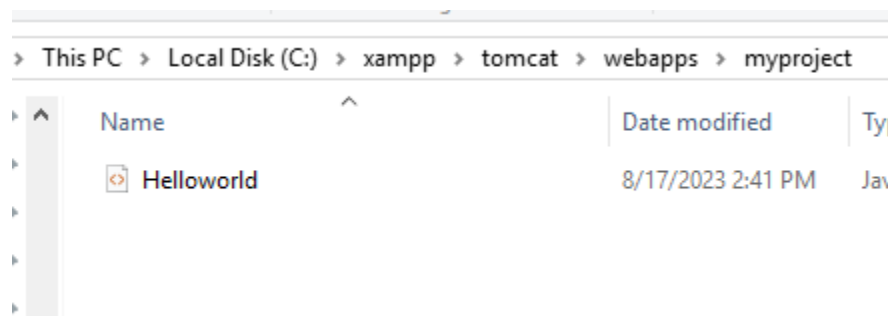 This PC > Local Disk (C:) > xampp > tomcat > webapps > myproject
Name Date modified
Helloworld 8/17/2023 2:41 PM